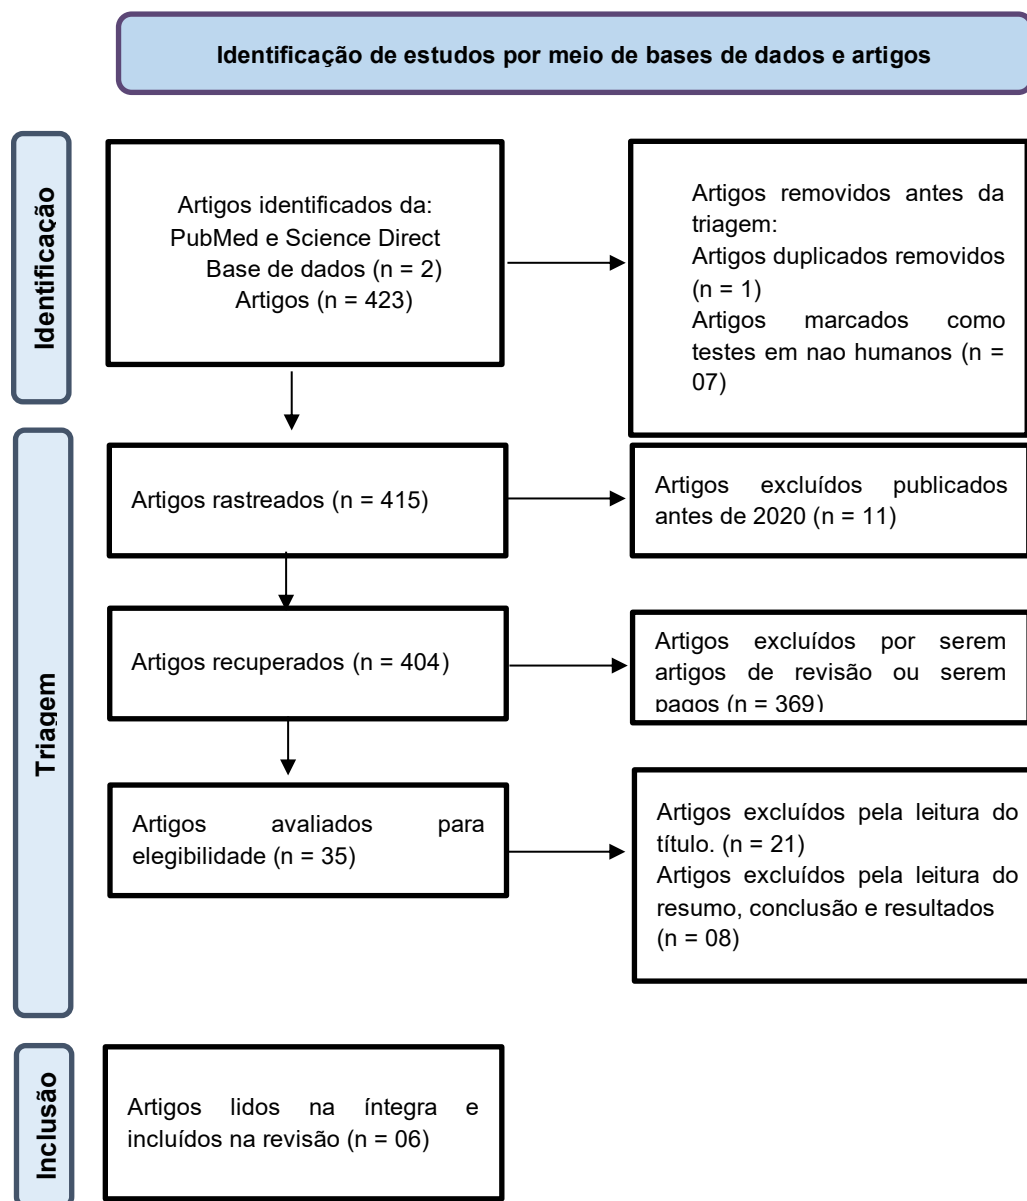 Identificação de estudos por meio de bases de dados e artigos
Identificação
Artigos identificados da:
PubMed e Science Direct
Base de dados (n = 2)
Artigos (n = 423)
Artigos removidos antes da
triagem:
Artigos duplicados removidos
(n = 1)
Artigos marcados como
testes em nao humanos (n =
07)
Triagem
Artigos rastreados (n = 415)
Artigos excluídos publicados
antes de 2020 (n = 11)
Artigos recuperados (n = 404)
Artigos excluídos por serem
artigos de revisão ou serem
pagos (n = 369)
Artigos avaliados para
elegibilidade (n = 35)
Artigos excluídos pela leitura do
título. (n = 21)
Artigos excluídos pela leitura do
resumo, conclusão e resultados
(n = 08)
Inclusão
Artigos lidos na íntegra e
incluídos na revisão (n = 06)